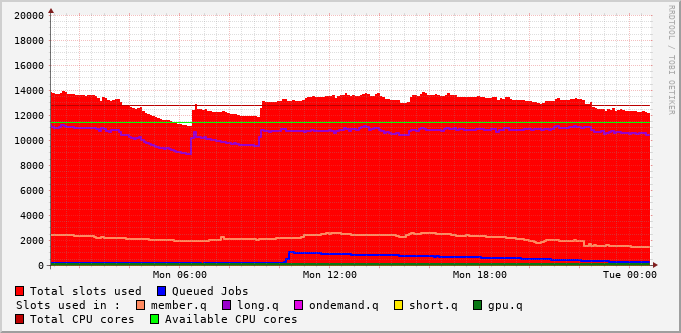 20000
18000
16000
14000
12000
10000
8000
6000
4000
2000
0
Mon 06:00 Mon 12:00 Mon 18:00 Tue 00:00
RRDTOOL / TOBI OETIKER
Total slots used Queued Jobs
Slots used in : member.q long.q ondemand.q short.q gpu.q
Total CPU cores Available CPU cores